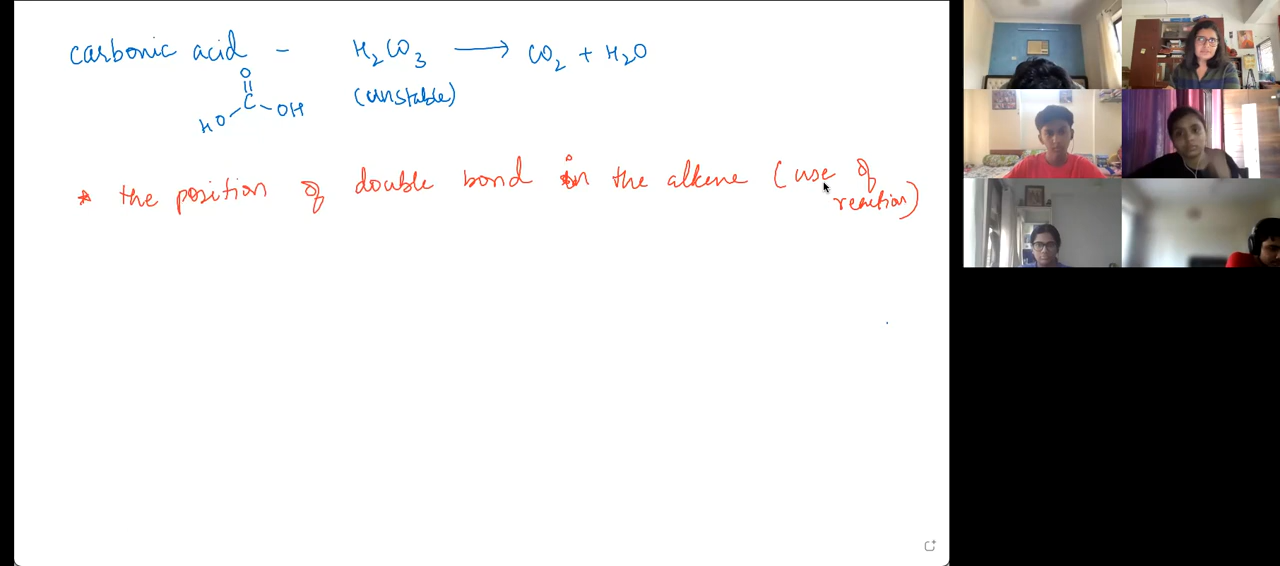 carbonic acid - H₂CO₃ ⟶ CO₂ + H₂O
(unstable)
O
||
C
HO OH
* the position of double bond in the alkene (use of
reaction)